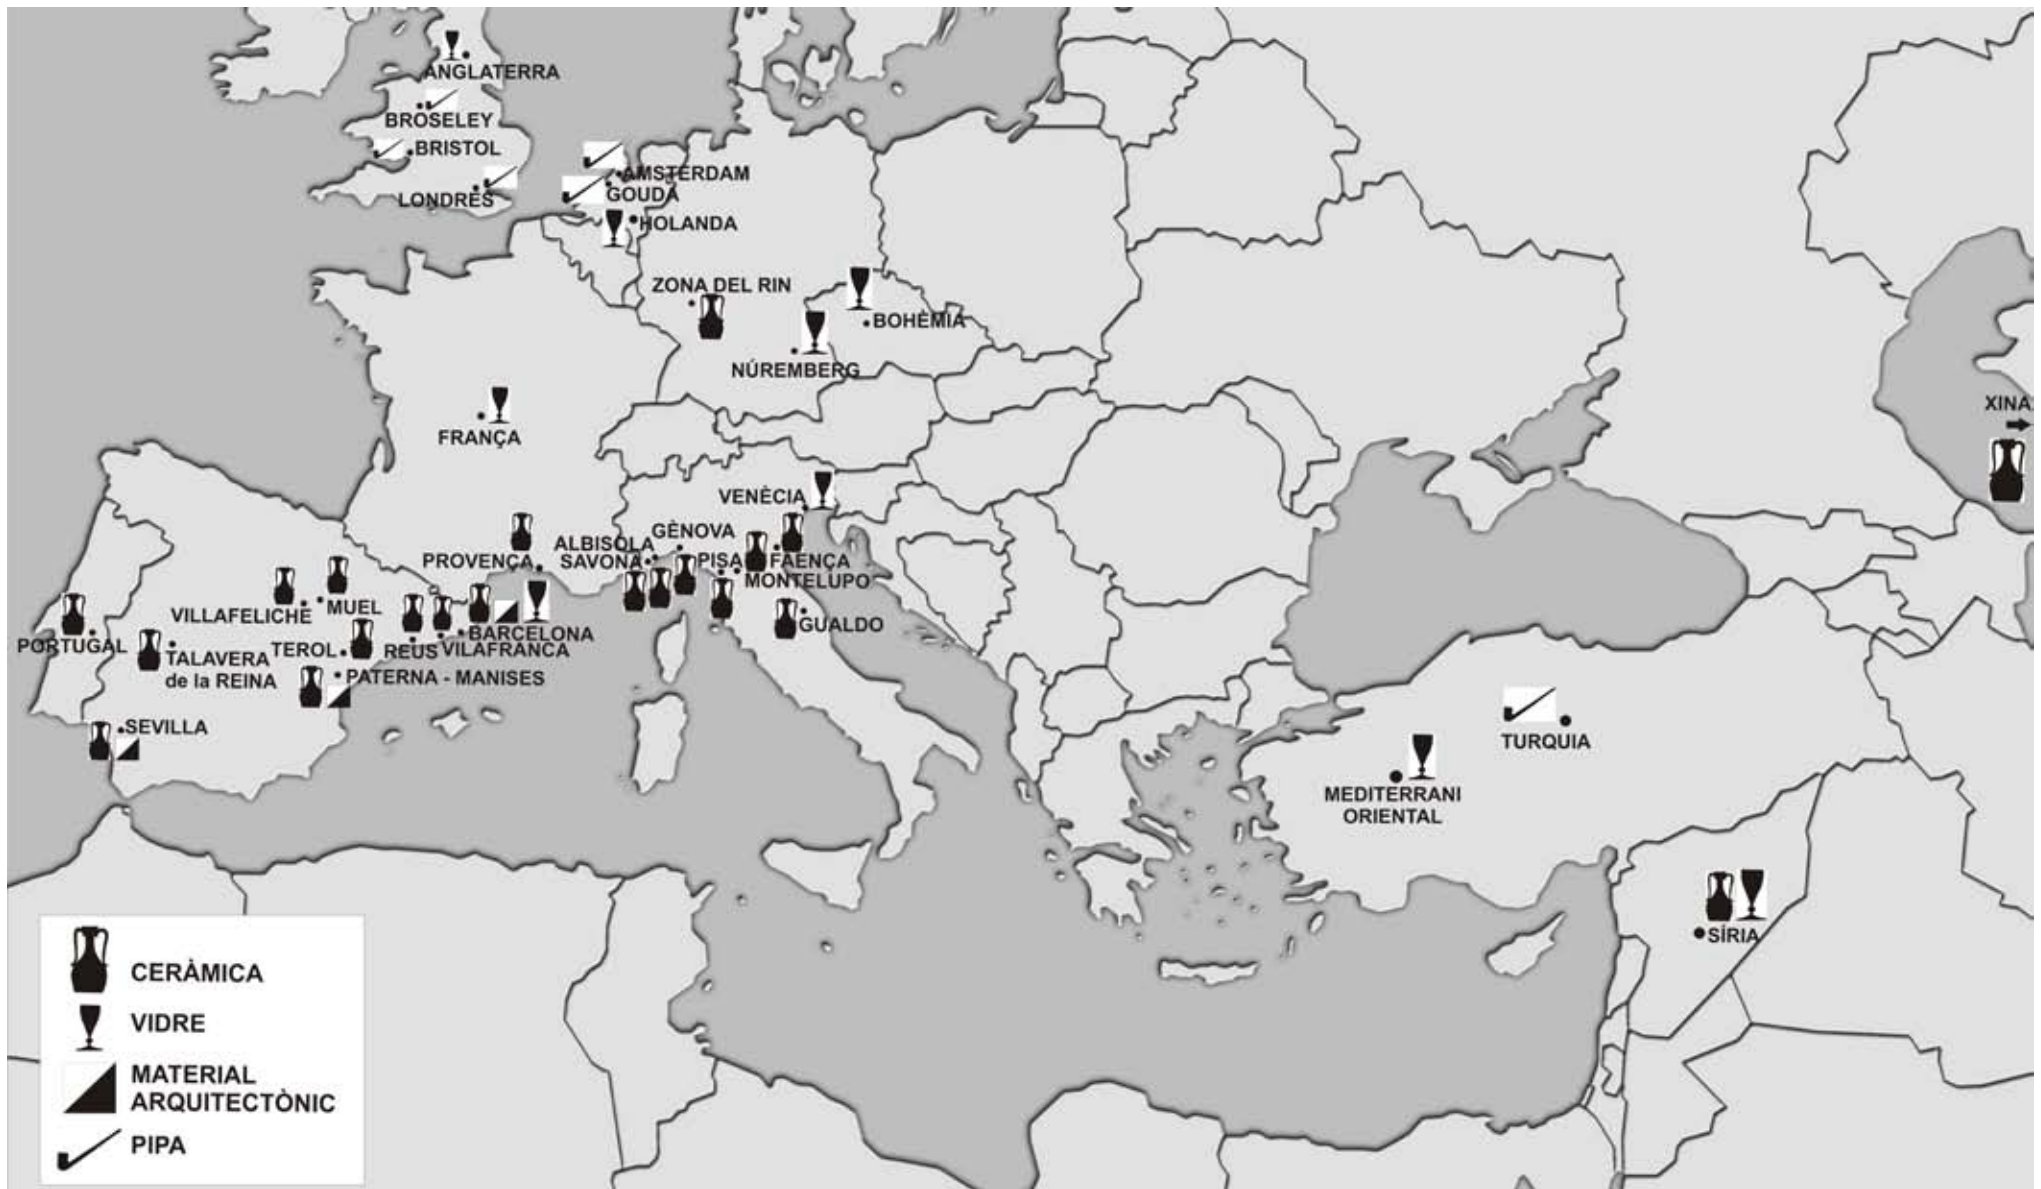 ANGLATERRA
BROSELEY
BRISTOL
LONDRES
AMSTERDAM
GOUDA
HOLANDA
ZONA DEL RIN
BOHÈMIA
NÚREMBERG
FRANÇA
XINA
VENÈCIA
GÈNOVA
ALBISOLA
SAVONA
PROVENÇA
PISA
FAENÇA
MONTELUPO
GUALDO
VILLAFELICHE
MUEL
BARCELONA
PORTUGAL
TALAVERA
de la REINA
TEROL
REUS
VILAFRANCA
PATERNA - MANISES
SEVILLA
TURQUIA
MEDITERRANI
ORIENTAL
SÍRIA
CERÀMICA
VIDRE
MATERIAL
ARQUITECTÒNIC
PIPA